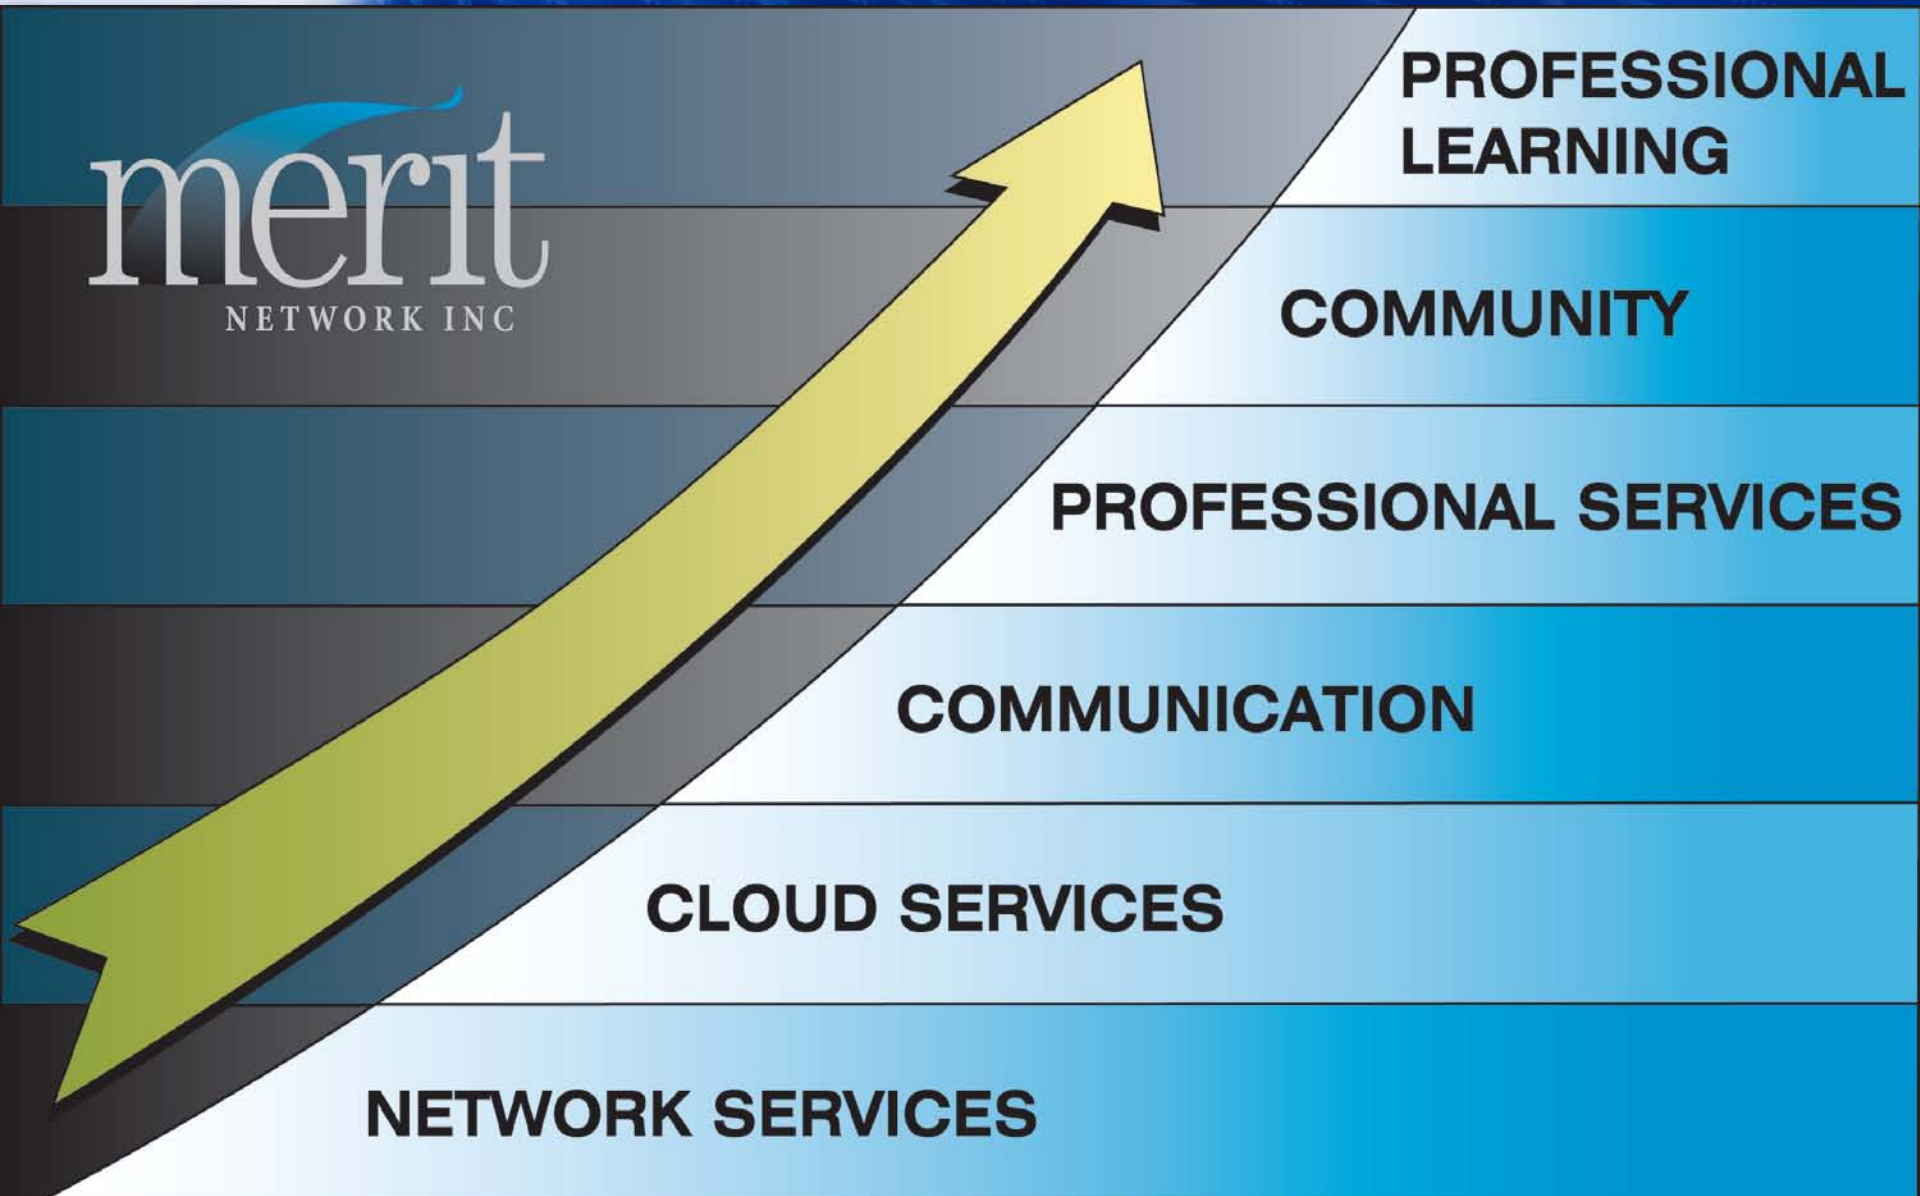 merit
NETWORK INC
PROFESSIONAL
LEARNING
COMMUNITY
PROFESSIONAL SERVICES
COMMUNICATION
CLOUD SERVICES
NETWORK SERVICES